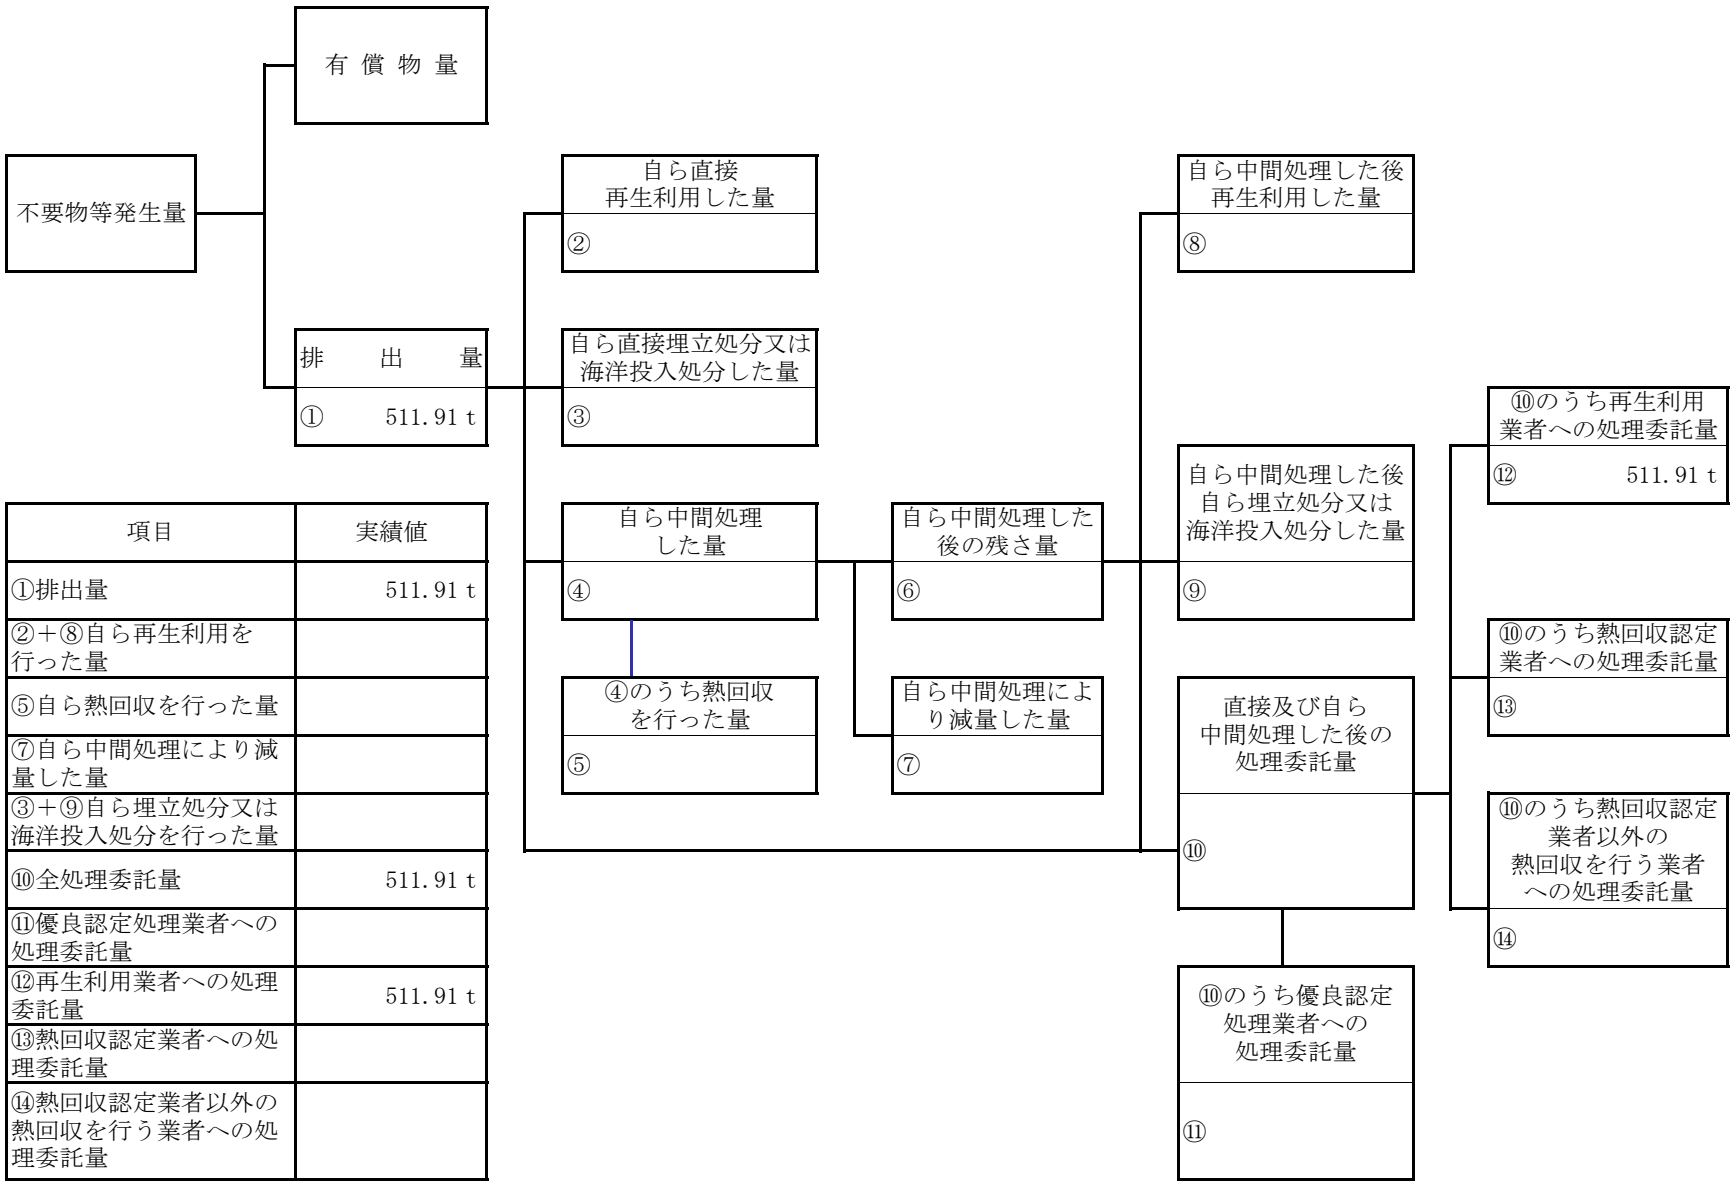 有償物量
不要物等発生量
排出量
① 511.91 t
自ら直接
再生利用した量
②
自ら直接埋立処分又は
海洋投入処分した量
③
自ら中間処理
した量
④
④のうち熱回収
を行った量
⑤
自ら中間処理した
後の残さ量
⑥
自ら中間処理によ
り減量した量
⑦
自ら中間処理した後
再生利用した量
⑧
自ら中間処理した後
自ら埋立処分又は
海洋投入処分した量
⑨
直接及び自ら
中間処理した後の
処理委託量
⑩
⑩のうち優良認定
処理業者への
処理委託量
⑪
⑩のうち再生利用
業者への処理委託量
⑫ 511.91 t
⑩のうち熱回収認定
業者への処理委託量
⑬
⑩のうち熱回収認定
業者以外の
熱回収を行う業者
への処理委託量
⑭
項目 実績値
①排出量 511.91 t
②+⑧自ら再生利用を
行った量
⑤自ら熱回収を行った量
⑦自ら中間処理により減
量した量
③+⑨自ら埋立処分又は
海洋投入処分を行った量
⑩全処理委託量 511.91 t
⑪優良認定処理業者への
処理委託量
⑫再生利用業者への処理
委託量 511.91 t
⑬熱回収認定業者への処
理委託量
⑭熱回収認定業者以外の
熱回収を行う業者への処
理委託量